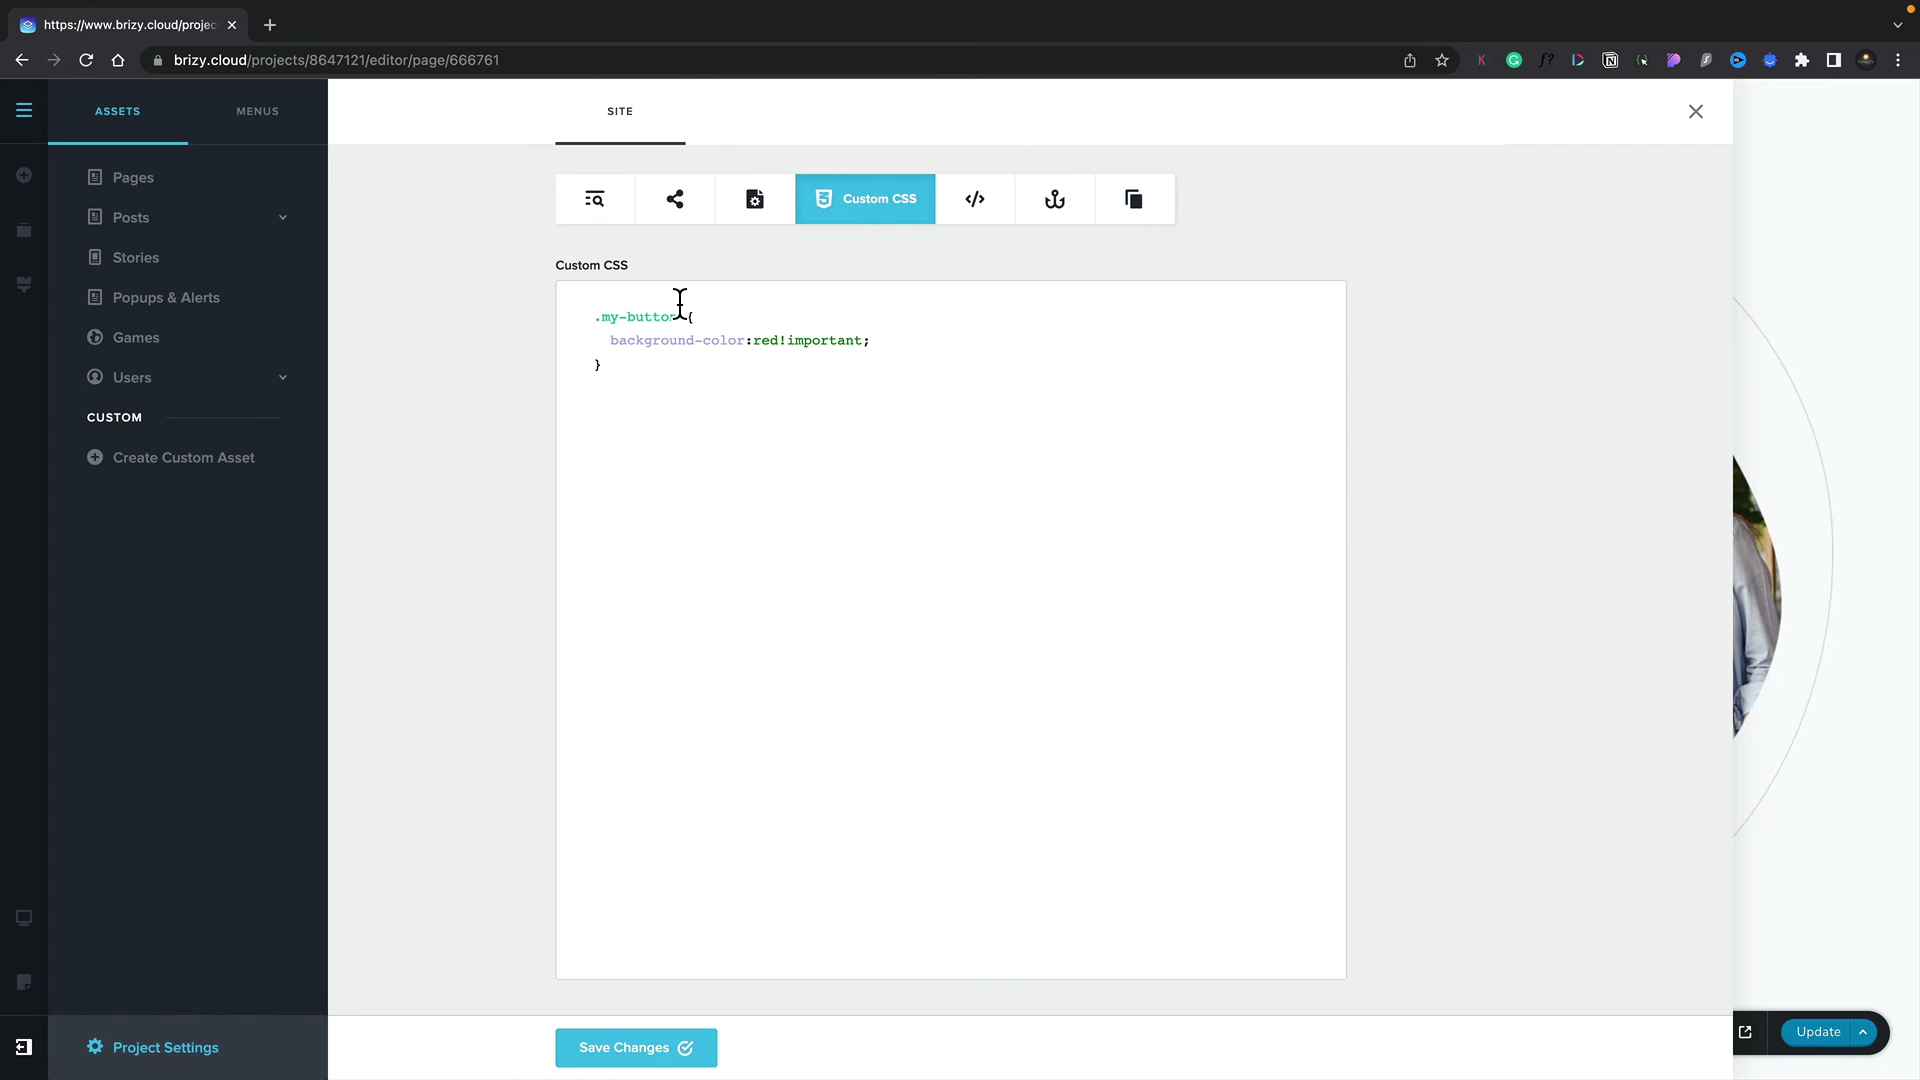 https://www.brizy.cloud/projec
brizy.cloud/projects/8647121/editor/page/666761
ASSETS
MENUS
SITE
Pages
Posts
Stories
Popups & Alerts
Games
Users
CUSTOM
Create Custom Asset
Custom CSS
Custom CSS
.my-button {
background-color:red!important;
}
Project Settings
Save Changes
Update